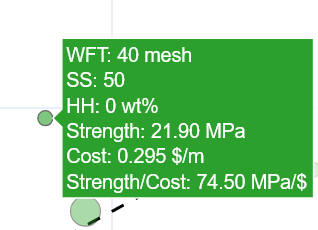 WFT: 40 mesh
SS: 50
HH: 0 wt%
Strength: 21.90 MPa
Cost: 0.295 $/m
Strength/Cost: 74.50 MPa/$